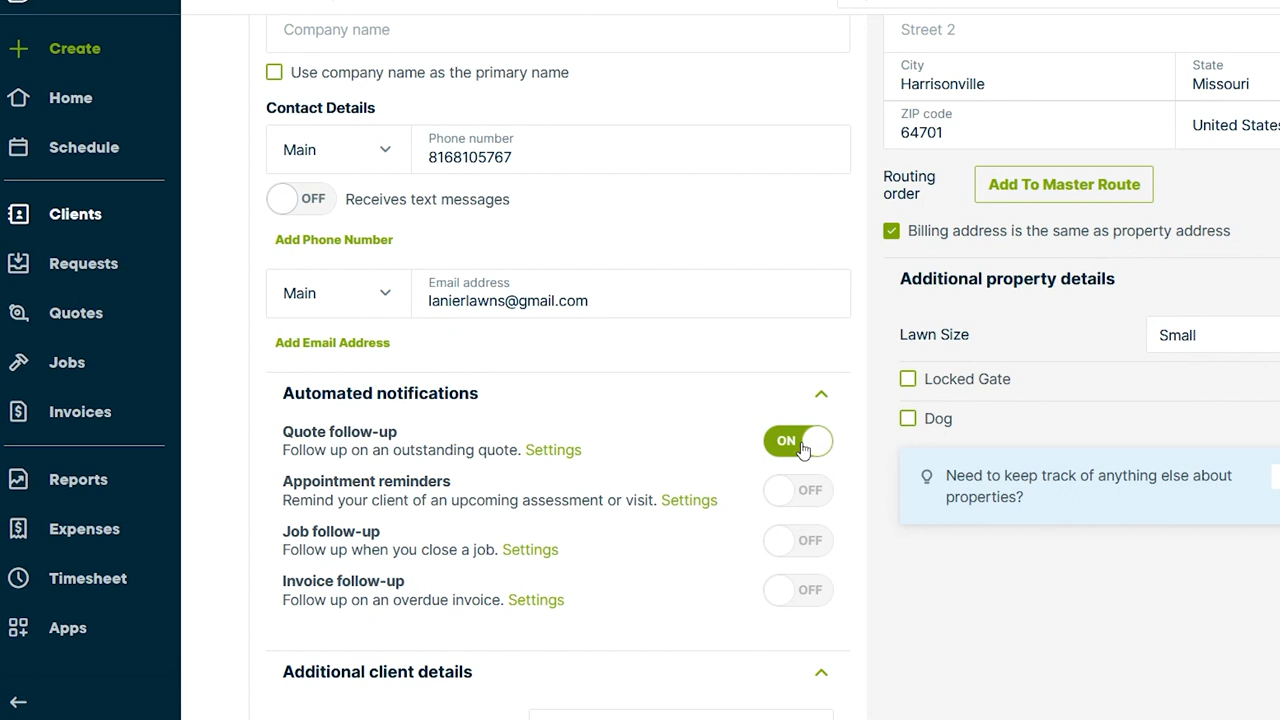 Create
Home
Schedule
Clients
Requests
Quotes
Jobs
Invoices
Reports
Expenses
Timesheet
Apps
Company name
Use company name as the primary name
Contact Details
Main
Phone number
8168105767
OFF
Receives text messages
Add Phone Number
Main
Email address
lanierlawns@gmail.com
Add Email Address
Automated notifications
Quote follow-up
Follow up on an outstanding quote. Settings
ON
Appointment reminders
Remind your client of an upcoming assessment or visit. Settings
OFF
Job follow-up
Follow up when you close a job. Settings
OFF
Invoice follow-up
Follow up on an overdue invoice. Settings
OFF
Additional client details
Street 2
City
Harrisonville
State
Missouri
ZIP code
64701
United States
Routing
order
Add To Master Route
Billing address is the same as property address
Additional property details
Lawn Size
Small
Locked Gate
Dog
Need to keep track of anything else about
properties?